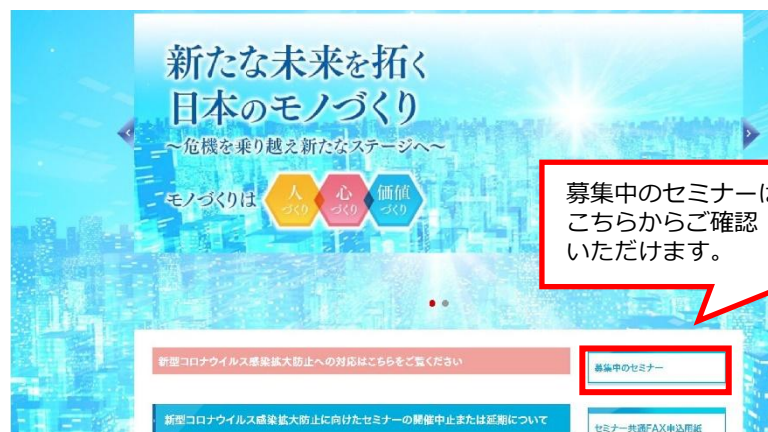 新たな未来を拓く
日本のモノづくり
～危機を乗り越え新たなステージへ～
モノづくりは
人
づくり
心
づくり
価値
づくり
募集中のセミナーは
こちらからご確認
いただけます。
新型コロナウイルス感染拡大防止への対応はこちらをご覧ください
募集中のセミナー
新型コロナウイルス感染拡大防止に向けたセミナーの開催中止または延期について
セミナー共通FAX申込用紙